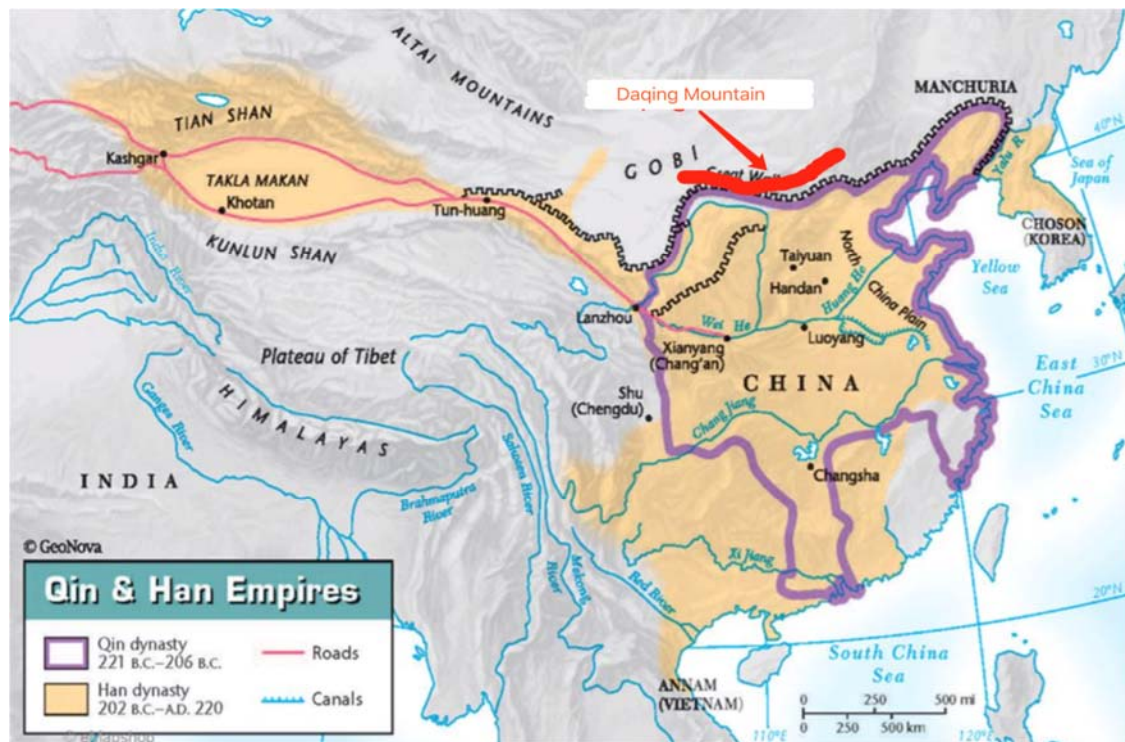 ALTAI MOUNTAINS
Daqing Mountain
MANCHURIA
TIAN SHAN
GOBI
Great Wall
40°N
Yalu R
Sea of
Japan
Kashgar
TAKLA MAKAN
Khotan
Tun-huang
KUNLUN SHAN
CHOSON
(KOREA)
Taiyuan
Handan
North
China Plain
Huang He
Yellow
Sea
Indus River
Lanzhou
Wei He
Luoyang
Xianyang
(Chang'an)
Plateau of Tibet
CHINA
East
China
Sea
30°N
Shu
(Chengdu)
Chang Jiang
HIMALAYAS
Ganges River
Salween River
Changsha
INDIA
Brahmaputra
River
Mekong
River
Red River
Xi Jiang
20°N
© GeoNova
Qin & Han Empires
Qin dynasty
221 B.C.–206 B.C.
Roads
Han dynasty
202 B.C.–A.D. 220
Canals
ANNAM
(VIETNAM)
South China
Sea
0 250 500 mi
0 250 500 km
110°E
120°E